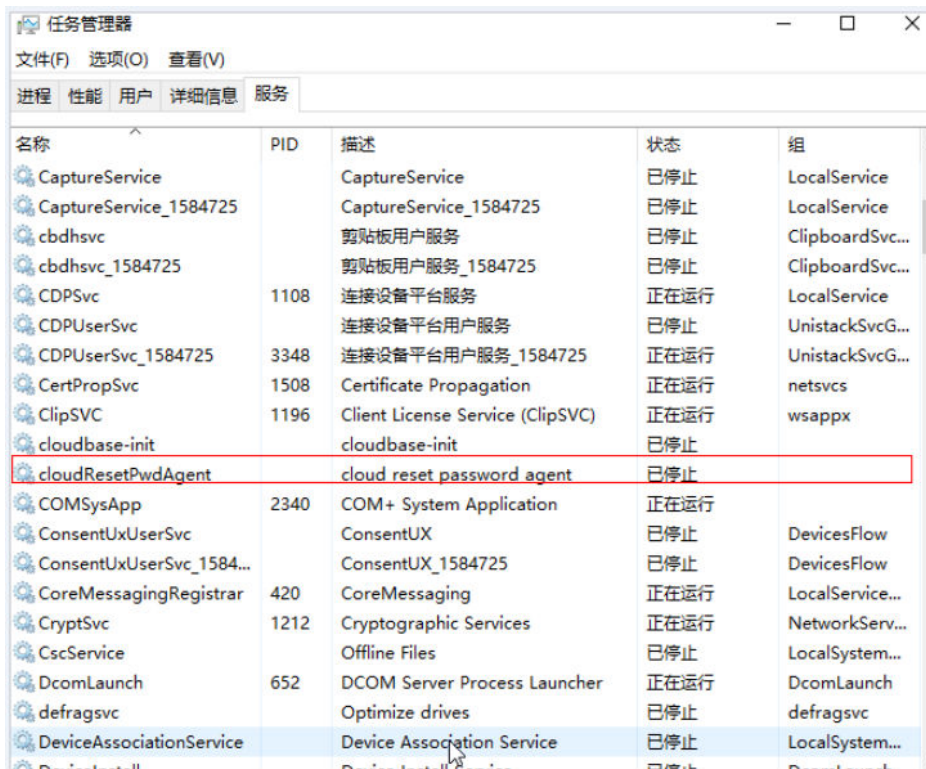 任务管理器
文件(F) 选项(O) 查看(V)
进程 性能 用户 详细信息 服务
名称 PID 描述 状态 组
CaptureService CaptureService 已停止 LocalService
CaptureService_1584725 CaptureService_1584725 已停止 LocalService
cbdhsvc 剪贴板用户服务 已停止 ClipboardSvc...
cbdhsvc_1584725 剪贴板用户服务_1584725 已停止 ClipboardSvc...
CDPSvc 1108 连接设备平台服务 正在运行 LocalService
CDPUserSvc 连接设备平台用户服务 已停止 UnistackSvcG...
CDPUserSvc_1584725 3348 连接设备平台用户服务_1584725 正在运行 UnistackSvcG...
CertPropSvc 1508 Certificate Propagation 正在运行 netsvcs
ClipSVC 1196 Client License Service (ClipSVC) 正在运行 wsappx
cloudbase-init cloudbase-init 已停止
cloudResetPwdAgent cloud reset password agent 已停止
COMSysApp 2340 COM+ System Application 正在运行
ConsentUxUserSvc ConsentUX 已停止 DevicesFlow
ConsentUxUserSvc_1584... ConsentUX_1584725 已停止 DevicesFlow
CoreMessagingRegistrar 420 CoreMessaging 正在运行 LocalService...
CryptSvc 1212 Cryptographic Services 正在运行 NetworkServ...
CscService Offline Files 已停止 LocalSystem...
DcomLaunch 652 DCOM Server Process Launcher 正在运行 DcomLaunch
defragsvc Optimize drives 已停止 defragsvc
DeviceAssociationService Device Association Service 已停止 LocalSystem...